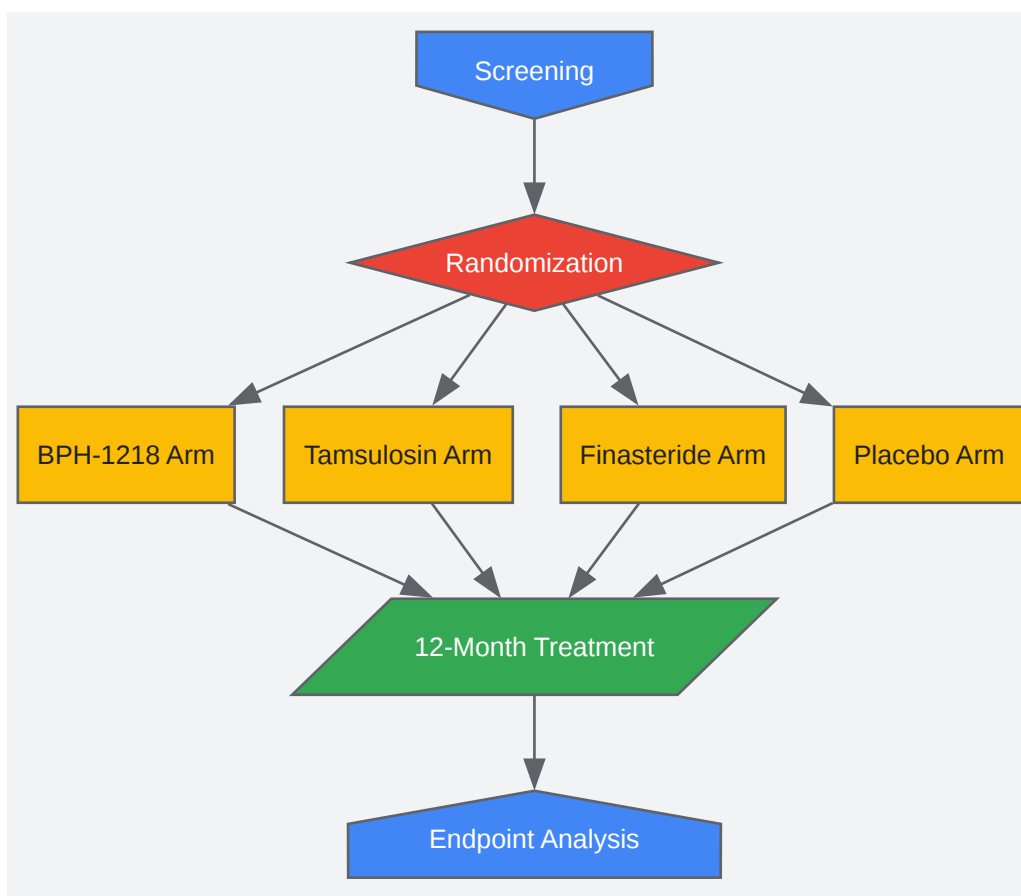 Screening
Randomization
BPH-1218 Arm
Tamsulosin Arm
Finasteride Arm
Placebo Arm
12-Month Treatment
Endpoint Analysis